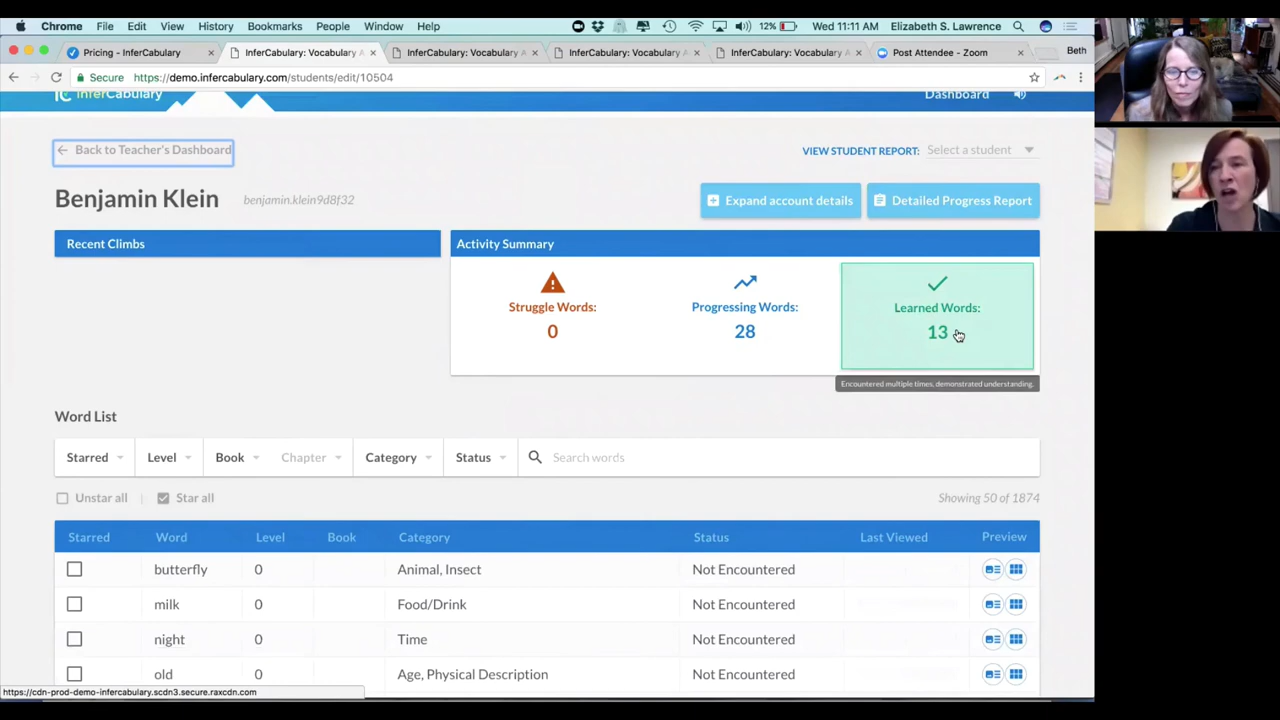 Chrome File Edit View History Bookmarks People Window Help 12% Wed 11:11 AM Elizabeth S. Lawrence
Pricing - InferCabulary InferCabulary: Vocabulary A InferCabulary: Vocabulary A InferCabulary: Vocabulary A InferCabulary: Vocabulary A Post Attendee - Zoom Beth
Secure https://demo.infercabulary.com/students/edit/10504
InferCabulary Dashboard
← Back to Teacher's Dashboard VIEW STUDENT REPORT: Select a student
Benjamin Klein benjamin.klein9d8f32 Expand account details Detailed Progress Report
Recent Climbs Activity Summary
Struggle Words: Progressing Words: Learned Words:
0 28 13
Encountered multiple times, demonstrated understanding.
Word List
Starred Level Book Chapter Category Status Search words
Unstar all | Star all Showing 50 of 1874
Starred Word Level Book Category Status Last Viewed Preview
butterfly 0 Animal, Insect Not Encountered
milk 0 Food/Drink Not Encountered
night 0 Time Not Encountered
old 0 Age, Physical Description Not Encountered
https://cdn-prod-demo-infercabulary.scdn3.secure.raxcdn.com